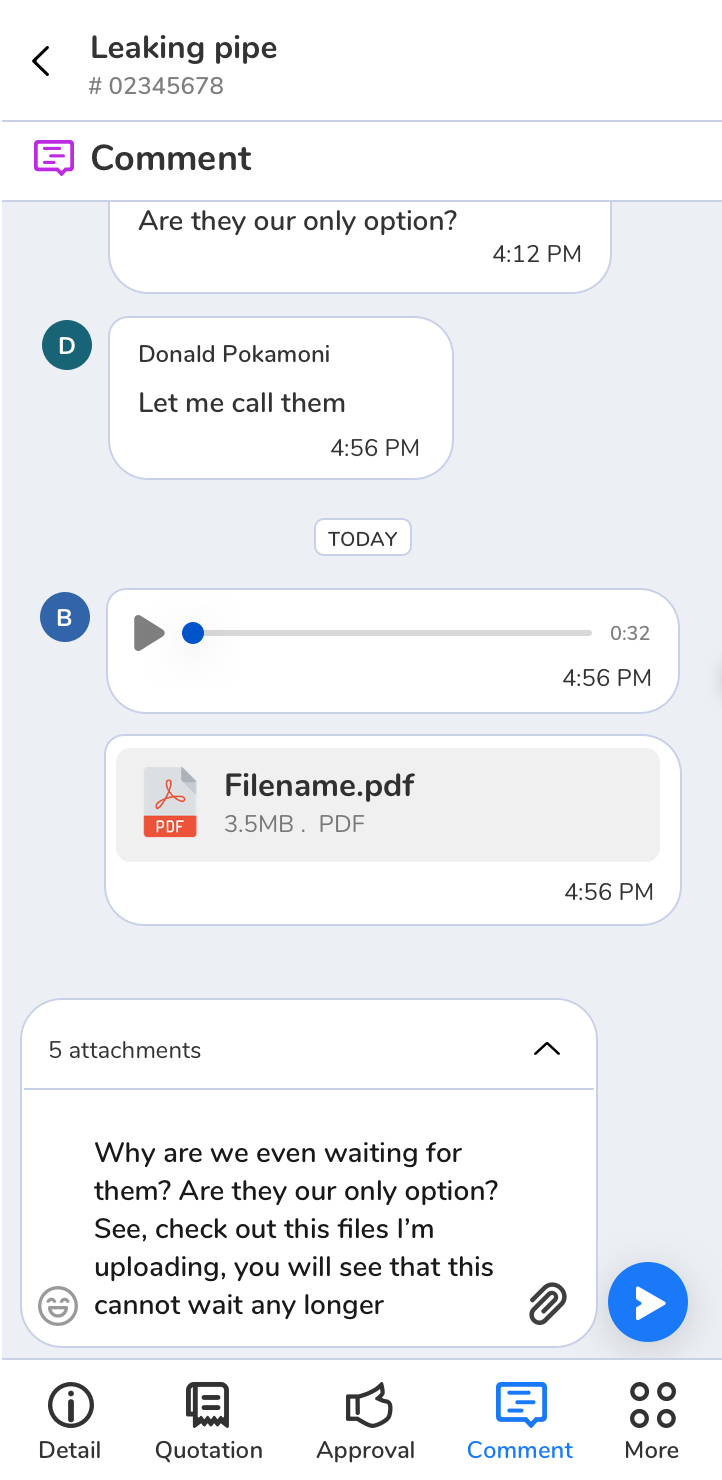 Leaking pipe
# 02345678
Comment
Are they our only option?
4:12 PM
D
Donald Pokamoni
Let me call them
4:56 PM
TODAY
B
0:32
4:56 PM
Filename.pdf
PDF
3.5MB . PDF
4:56 PM
5 attachments
Why are we even waiting for
them? Are they our only option?
See, check out this files I’m
uploading, you will see that this
cannot wait any longer
Detail
Quotation
Approval
Comment
More